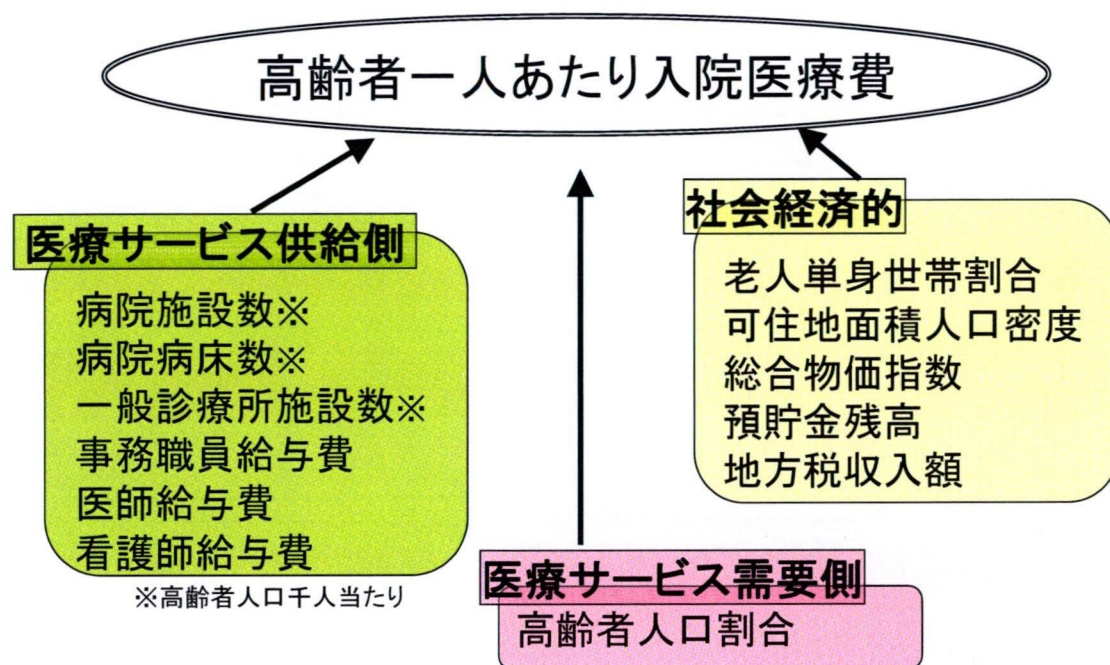 高齢者一人あたり入院医療費
医療サービス供給側
病院施設数※
病院病床数※
一般診療所施設数※
事務職員給与費
医師給与費
看護師給与費
※高齢者人口千人当たり
医療サービス需要側
高齢者人口割合
社会経済的
老人単身世帯割合
可住地面積人口密度
総合物価指数
預貯金残高
地方税収入額